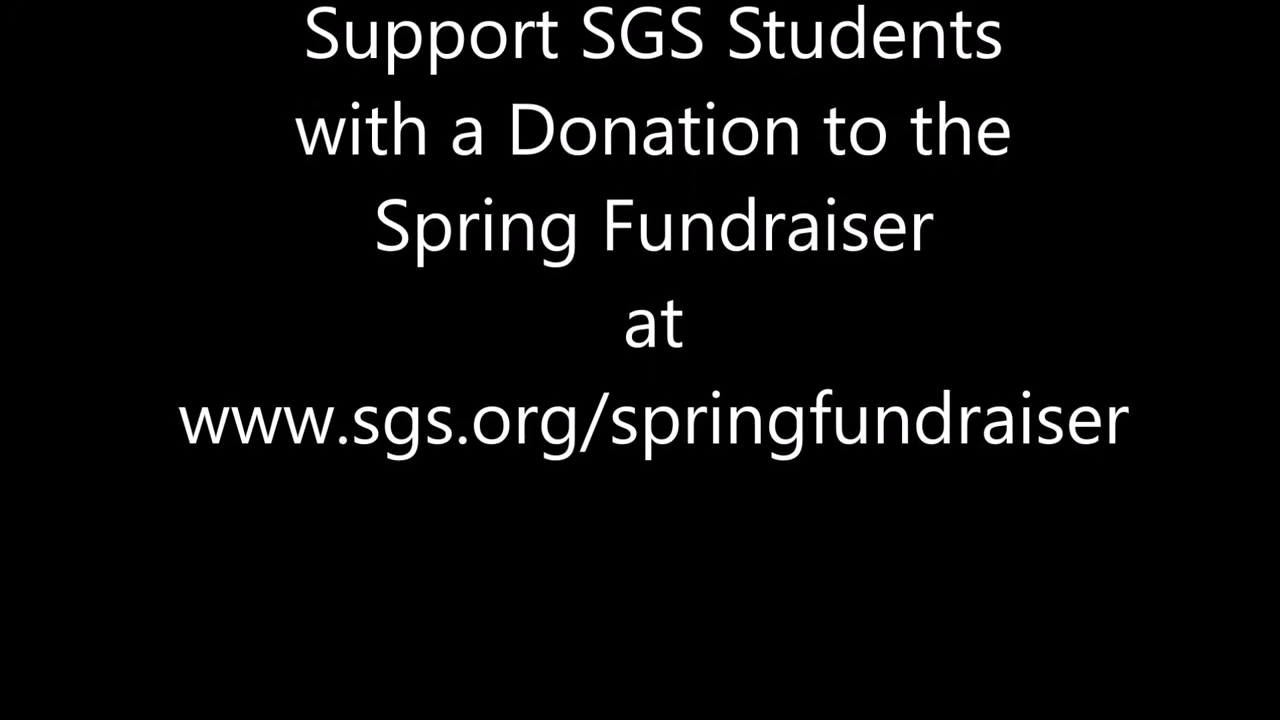 Support SGS Students
with a Donation to the
Spring Fundraiser
at
www.sgs.org/springfundraiser